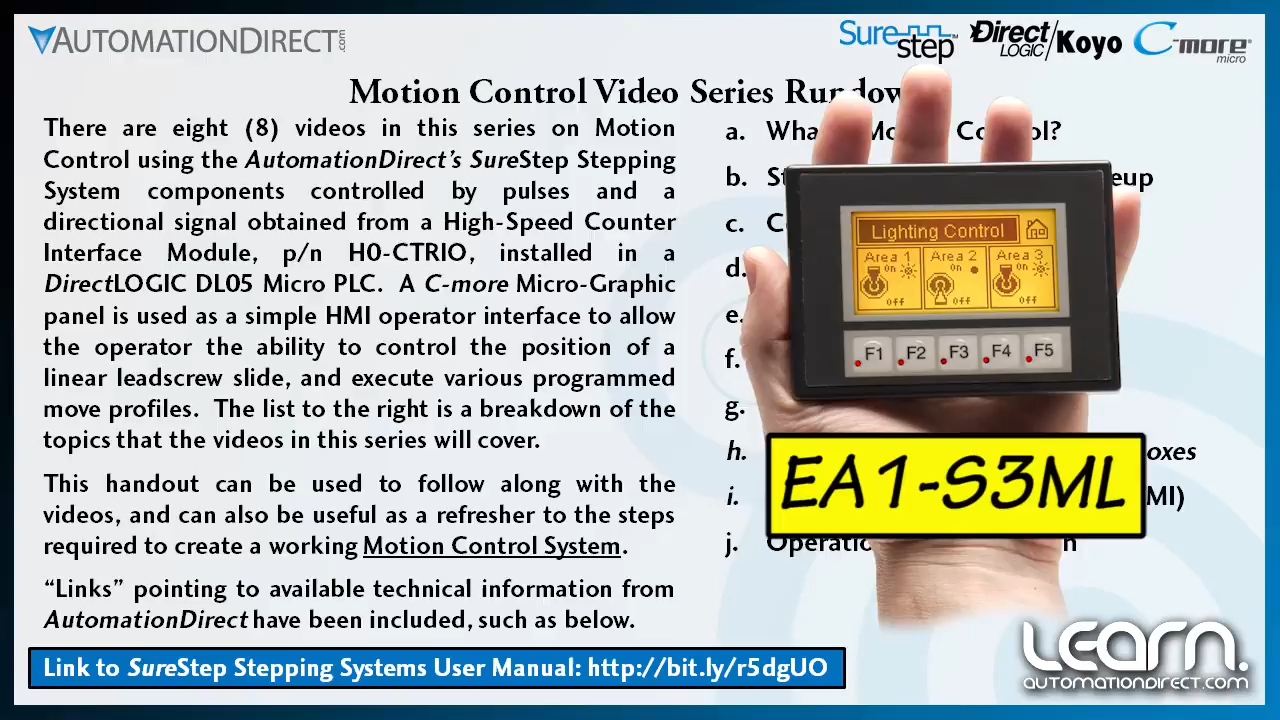 AUTOMATIONDIRECT.com
SureStep
DirectLOGIC/Koyo
C-more micro
Motion Control Video Series
There are eight (8) videos in this series on Motion
Control using the AutomationDirect's SureStep Stepping
System components controlled by pulses and a
directional signal obtained from a High-Speed Counter
Interface Module, p/n H0-CTRIO, installed in a
DirectLOGIC DL05 Micro PLC. A C-more Micro-Graphic
panel is used as a simple HMI operator interface to allow
the operator the ability to control the position of a
linear leadscrew slide, and execute various programmed
move profiles. The list to the right is a breakdown of the
topics that the videos in this series will cover.
This handout can be used to follow along with the
videos, and can also be useful as a refresher to the steps
required to create a working Motion Control System.
“Links” pointing to available technical information from
AutomationDirect have been included, such as below.
Link to SureStep Stepping Systems User Manual: http://bit.ly/r5dgUO
a.
b.
c.
d.
e.
f.
g.
h.
i.
j.
Lighting Control
Area 1 Area 2 Area 3
On On On
Off Off Off
F1 F2 F3 F4 F5
EA1-S3ML
LEARN.
AUTOMATIONDIRECT.com